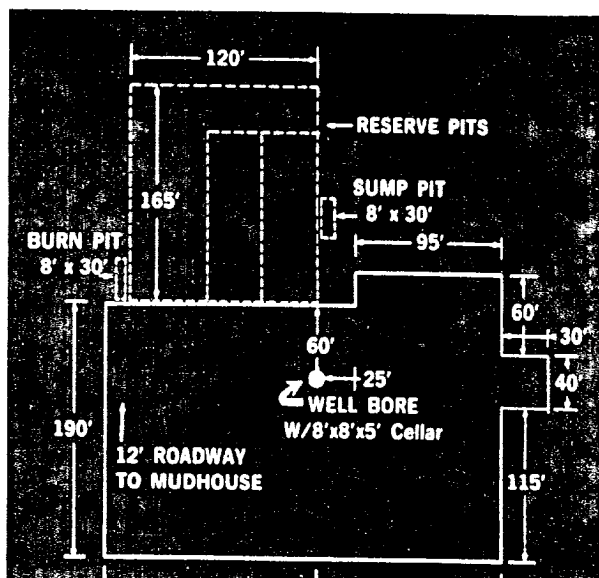 120'
RESERVE PITS
165'
SUMP PIT
8' x 30'
BURN PIT
8' x 30'
95'
60'
30'
60'
25'
40'
WELL BORE
W/8'x8'x5' Cellar
190'
12' ROADWAY
TO MUDHOUSE
115'